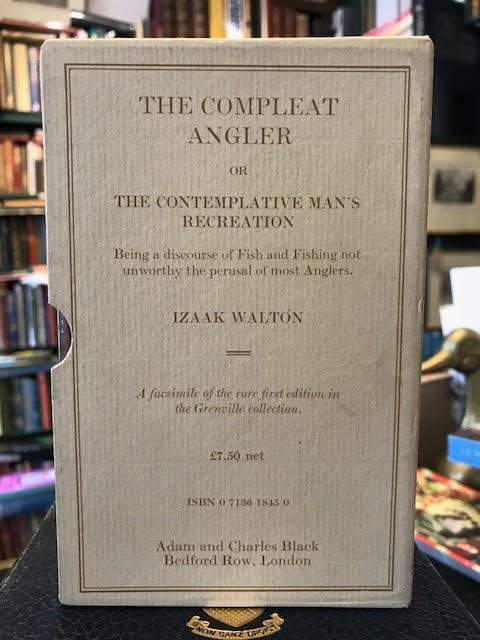 THE COMPLEAT
ANGLER
OR
THE CONTEMPLATIVE MAN'S
RECREATION
Being a discourse of Fish and Fishing not
unworthy the perusal of most Anglers.
IZAAK WALTON
A facsimile of the rare first edition in
the Grenville collection.
£7.50 net
ISBN 0 7136 1845 0
Adam and Charles Black
Bedford Row, London
NON SANZ DROICT